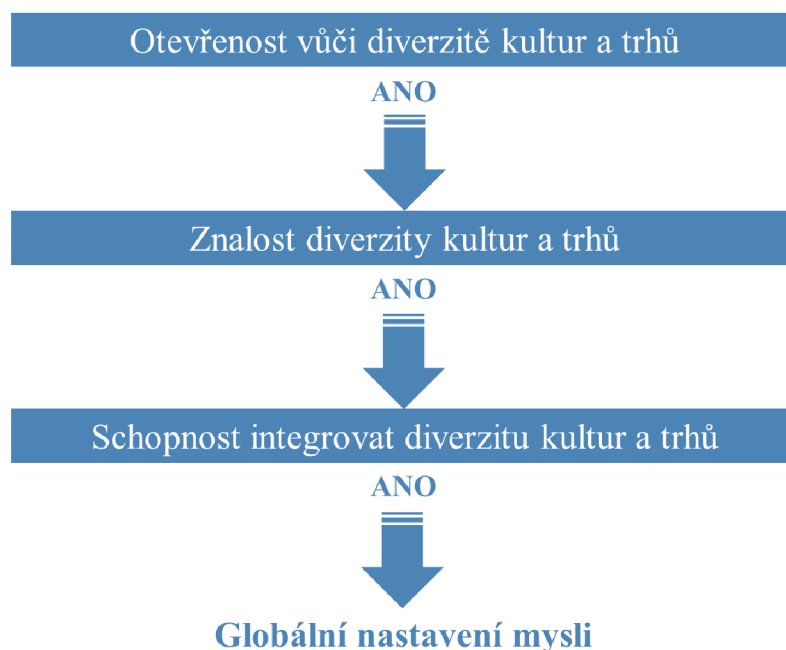 Otevřenost vůči diverzitě kultur a trhů
ANO
Znalost diverzity kultur a trhů
ANO
Schopnost integrovat diverzitu kultur a trhů
ANO
Globální nastavení mysli